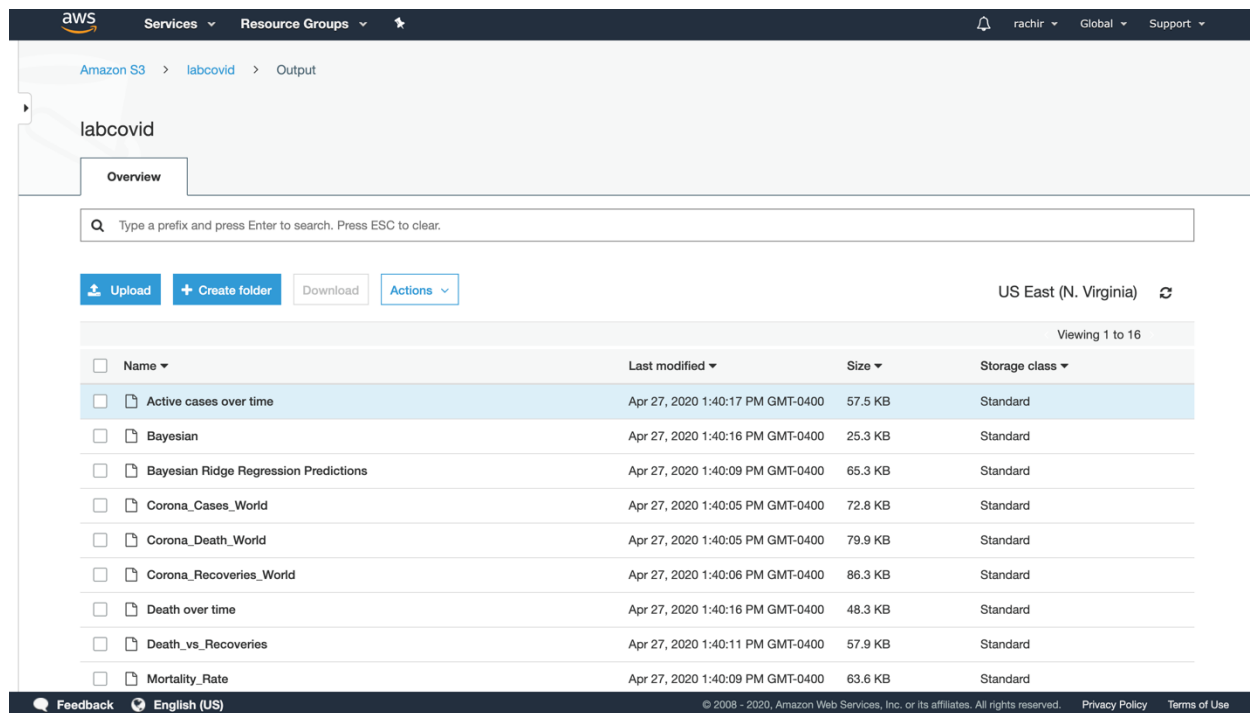 aws Services Resource Groups rachir Global Support
Amazon S3 > labcovid > Output
labcovid
Overview
Type a prefix and press Enter to search. Press ESC to clear.
Upload + Create folder Download Actions US East (N. Virginia)
Viewing 1 to 16
Name Last modified Size Storage class
Active cases over time Apr 27, 2020 1:40:17 PM GMT-0400 57.5 KB Standard
Bayesian Apr 27, 2020 1:40:16 PM GMT-0400 25.3 KB Standard
Bayesian Ridge Regression Predictions Apr 27, 2020 1:40:09 PM GMT-0400 65.3 KB Standard
Corona_Cases_World Apr 27, 2020 1:40:05 PM GMT-0400 72.8 KB Standard
Corona_Death_World Apr 27, 2020 1:40:05 PM GMT-0400 79.9 KB Standard
Corona_Recoveries_World Apr 27, 2020 1:40:06 PM GMT-0400 86.3 KB Standard
Death over time Apr 27, 2020 1:40:16 PM GMT-0400 48.3 KB Standard
Death_vs_Recoveries Apr 27, 2020 1:40:11 PM GMT-0400 57.9 KB Standard
Mortality_Rate Apr 27, 2020 1:40:09 PM GMT-0400 63.6 KB Standard
Feedback English (US) © 2008 - 2020, Amazon Web Services, Inc. or its affiliates. All rights reserved. Privacy Policy Terms of Use